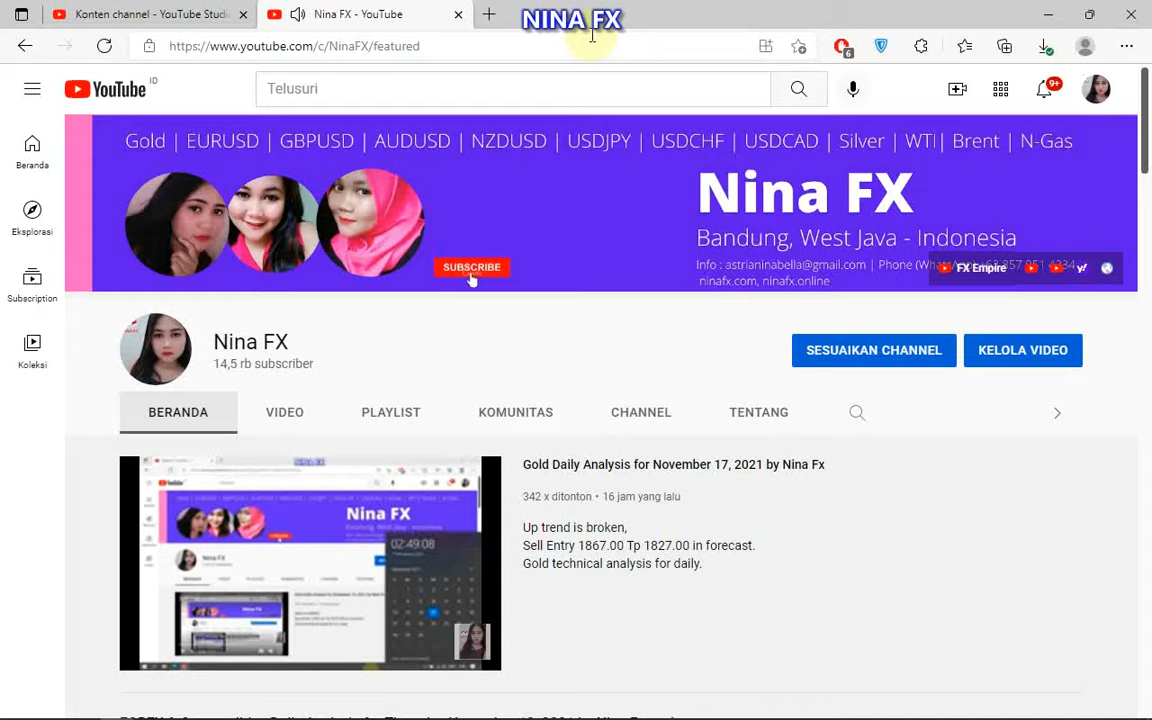 Konten channel - YouTube Studi
Nina FX - YouTube
NINA FX
https://www.youtube.com/c/NinaFX/featured
6
YouTube ID
Telusuri
9+
Beranda
Eksplorasi
Subscription
Koleksi
Gold | EURUSD | GBPUSD | AUDUSD | NZDUSD | USDJPY | USDCHF | USDCAD | Silver | WTI | Brent | N-Gas
Nina FX
Bandung, West Java - Indonesia
Info : astrianinabella@gmail.com | Phone
ninafx.com, ninafx.online
SUBSCRIBE
FX Empire
Nina FX
14,5 rb subscriber
SESUAIKAN CHANNEL
KELOLA VIDEO
BERANDA
VIDEO
PLAYLIST
KOMUNITAS
CHANNEL
TENTANG
NINA FX
Nina FX
02:49:08
Gold Daily Analysis for November 17, 2021 by Nina Fx
342 x ditonton • 16 jam yang lalu
Up trend is broken,
Sell Entry 1867.00 Tp 1827.00 in forecast.
Gold technical analysis for daily.